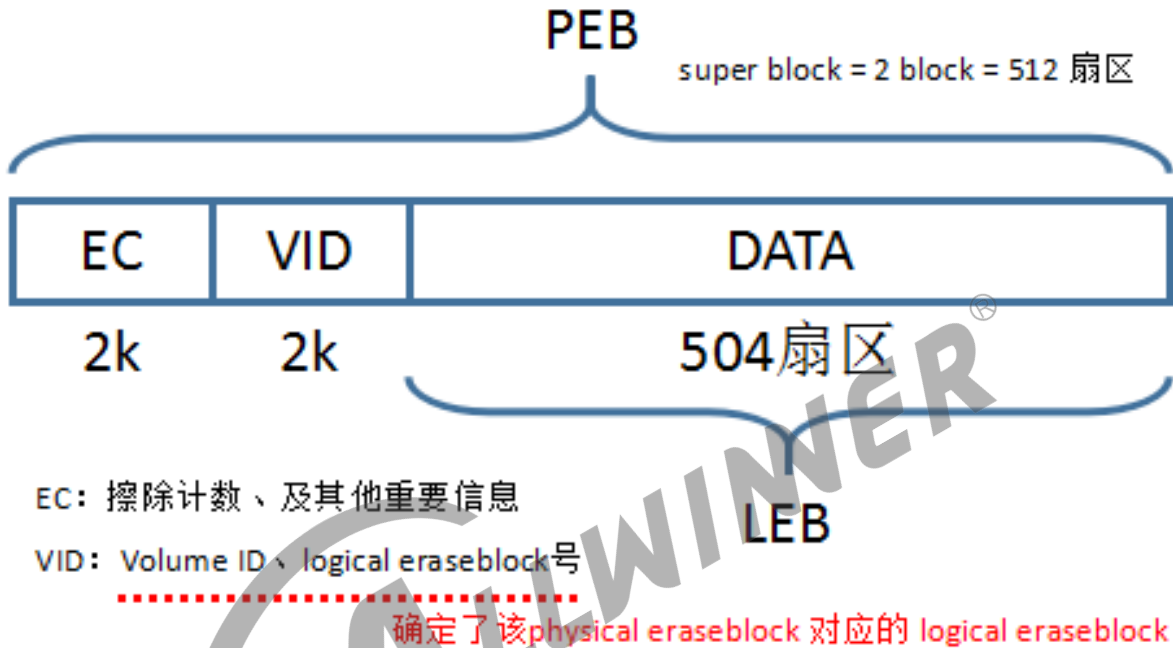 PEB
super block = 2 block = 512 扇区
EC
VID
DATA
2k
2k
504扇区
LEB
EC：擦除计数、及其他重要信息
VID：Volume ID、logical eraseblock号
确定了该physical eraseblock 对应的 logical eraseblock
ALLWINNER®